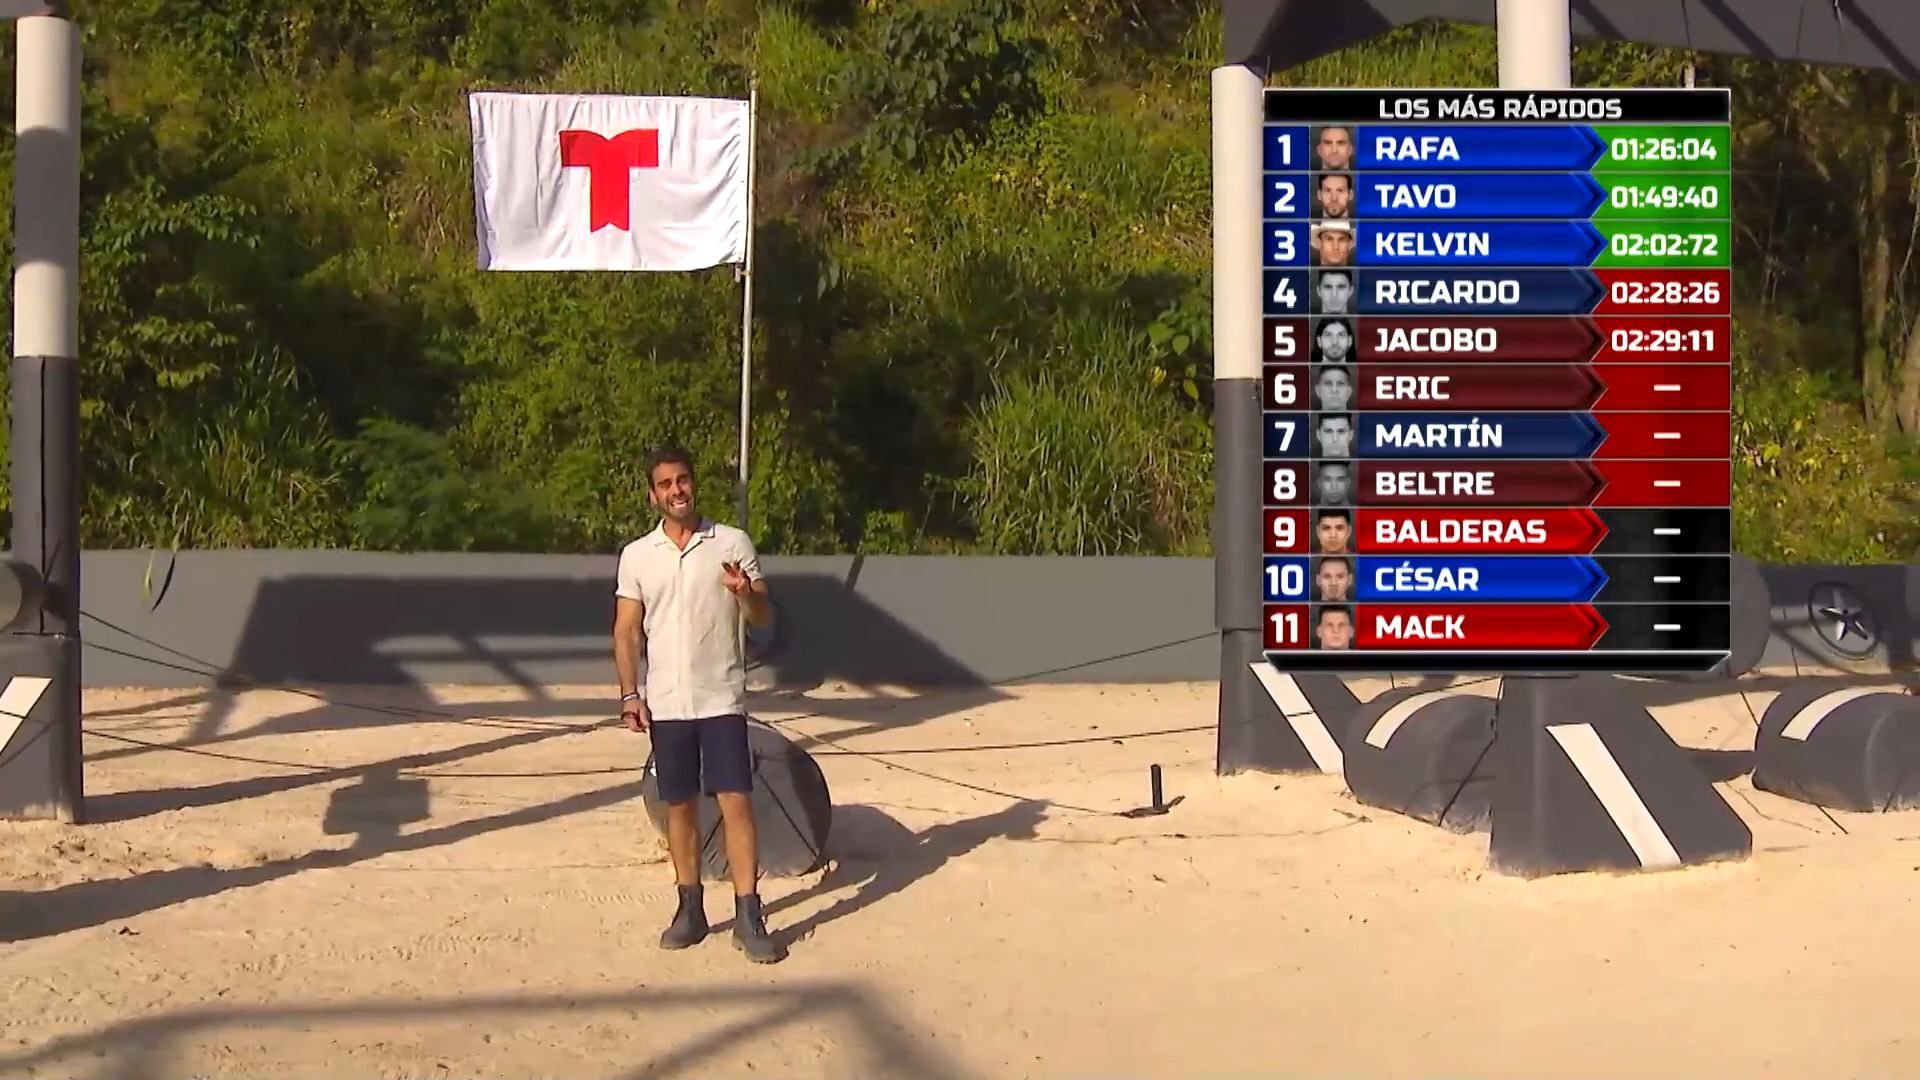 LOS MÁS RÁPIDOS
1 RAFA 01:26:04
2 TAVO 01:49:40
3 KELVIN 02:02:72
4 RICARDO 02:28:26
5 JACOBO 02:29:11
6 ERIC —
7 MARTÍN —
8 BELTRE —
9 BALDERAS —
10 CÉSAR —
11 MACK —